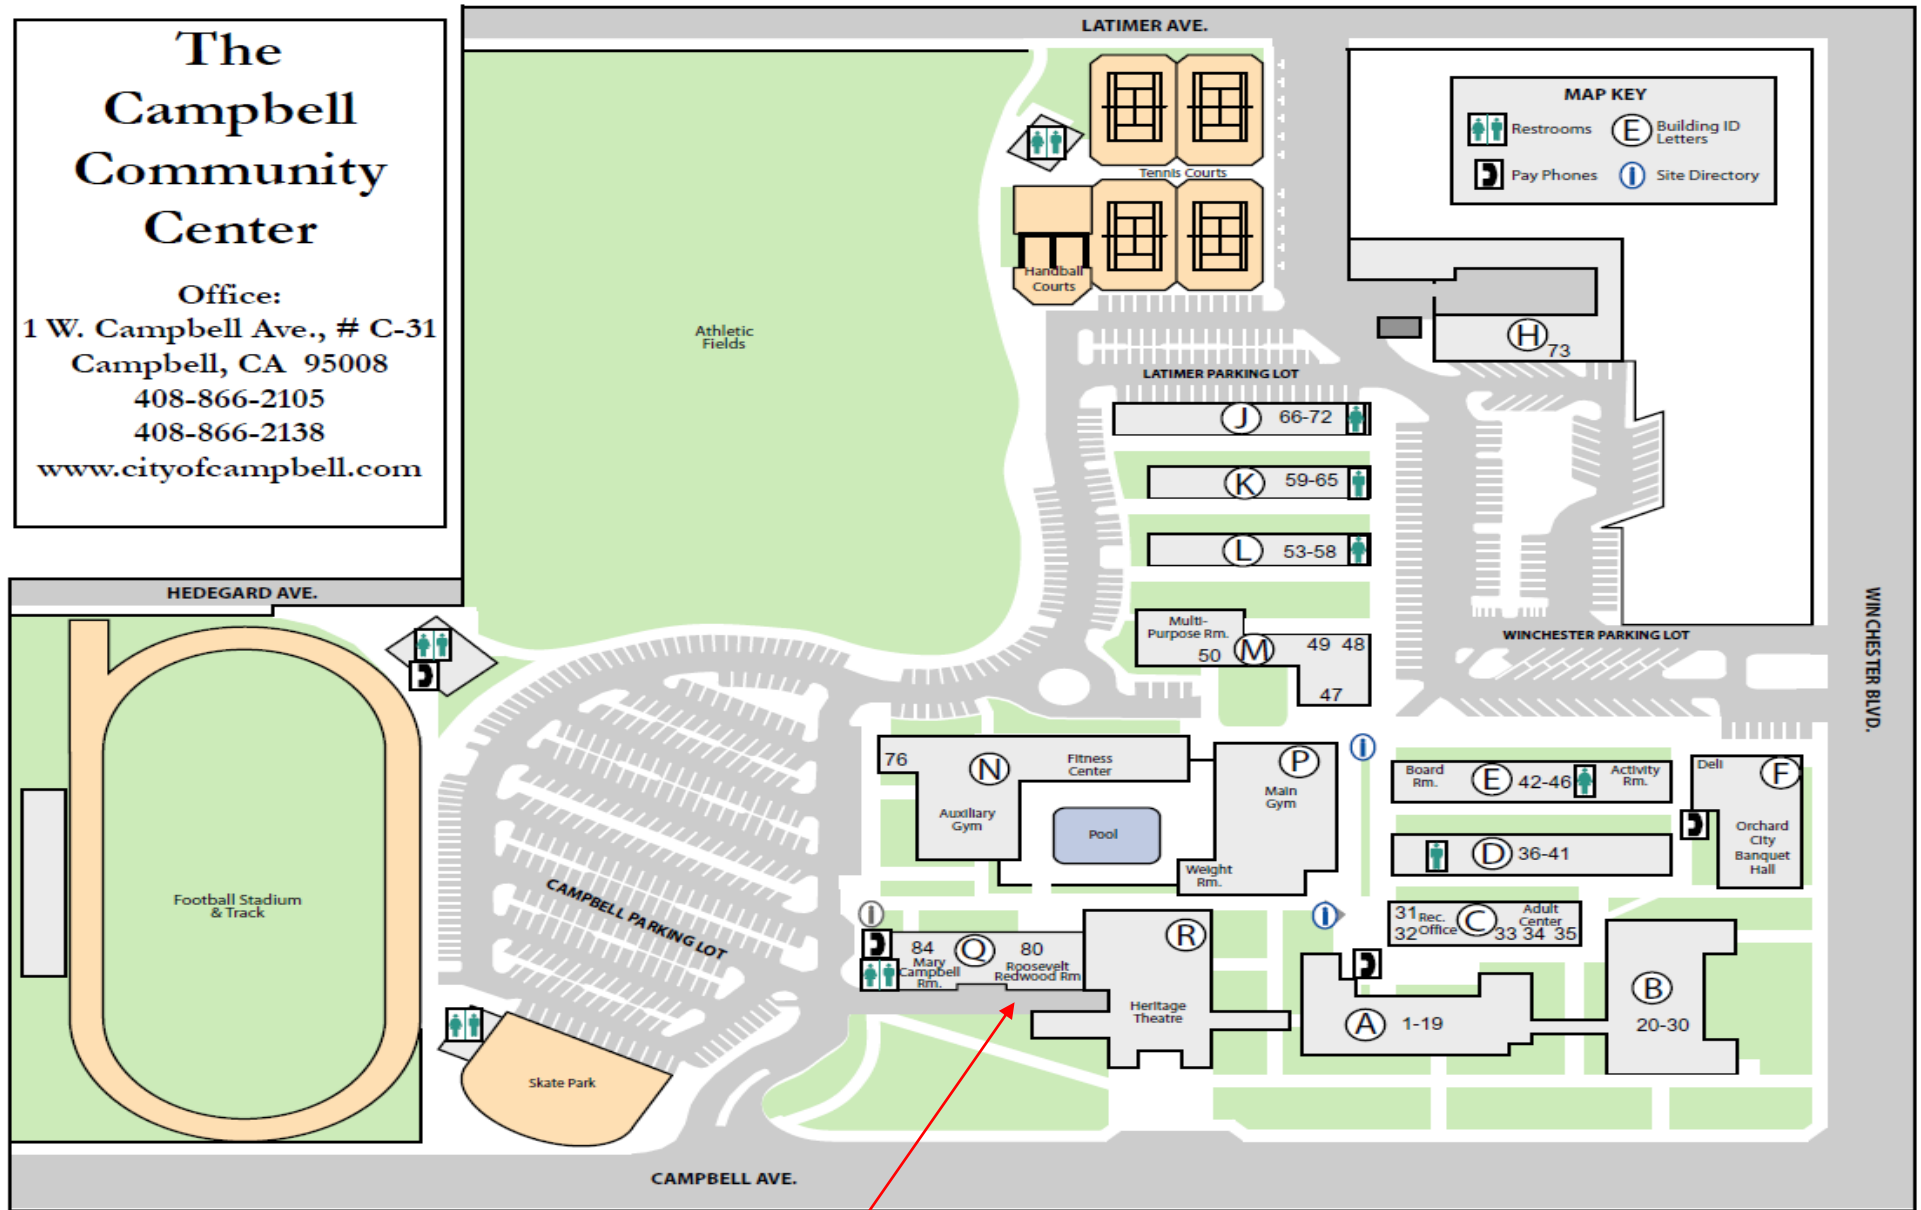 The
Campbell
Community
Center
Office:
1 W. Campbell Ave., # C-31
Campbell, CA 95008
408-866-2105
408-866-2138
www.cityofcampbell.com
LATIMER AVE.
MAP KEY
Restrooms
E
Building ID
Letters
Pay Phones
i
Site Directory
Tennis Courts
Handball
Courts
Athletic
Fields
H
73
LATIMER PARKING LOT
J
66-72
K
59-65
L
53-58
HEDEGARD AVE.
Multi-
Purpose Rm.
50
M
49
48
47
WINCHESTER PARKING LOT
WINCHESTER BLVD.
76
N
Fitness
Center
Auxiliary
Gym
Pool
P
Main
Gym
Weight
Rm.
i
Board
Rm.
E
42-46
Activity
Rm.
Deli
F
Orchard
City
Banquet
Hall
D
36-41
Football Stadium
& Track
CAMPBELL PARKING LOT
i
84
Mary
Campbell
Rm.
Q
80
Roosevelt
Redwood Rm
R
Heritage
Theatre
i
31
Rec.
Office
32
C
Adult
Center
33 34 35
A
1-19
B
20-30
Skate Park
CAMPBELL AVE.